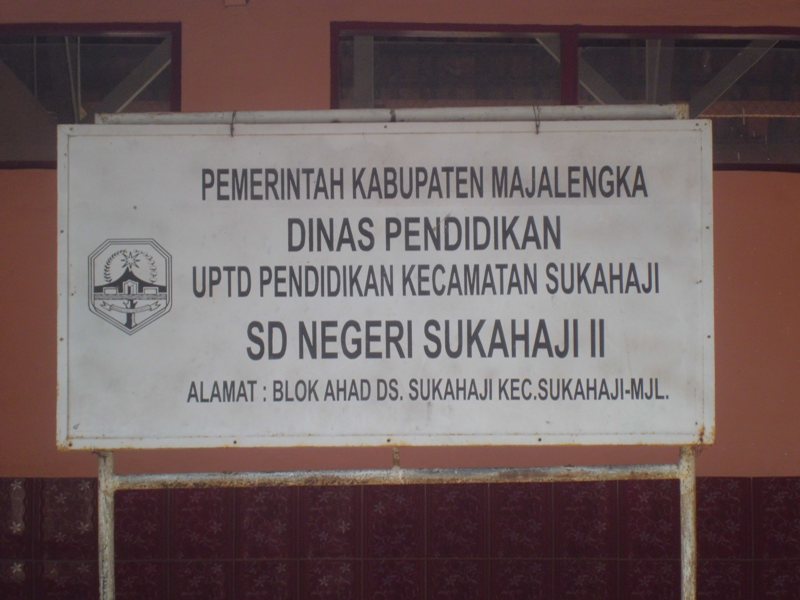 PEMERINTAH KABUPATEN MAJALENGKA
DINAS PENDIDIKAN
UPTD PENDIDIKAN KECAMATAN SUKAHAJI
SD NEGERI SUKAHAJI II
ALAMAT : BLOK AHAD DS. SUKAHAJI KEC.SUKAHAJI-MJL.